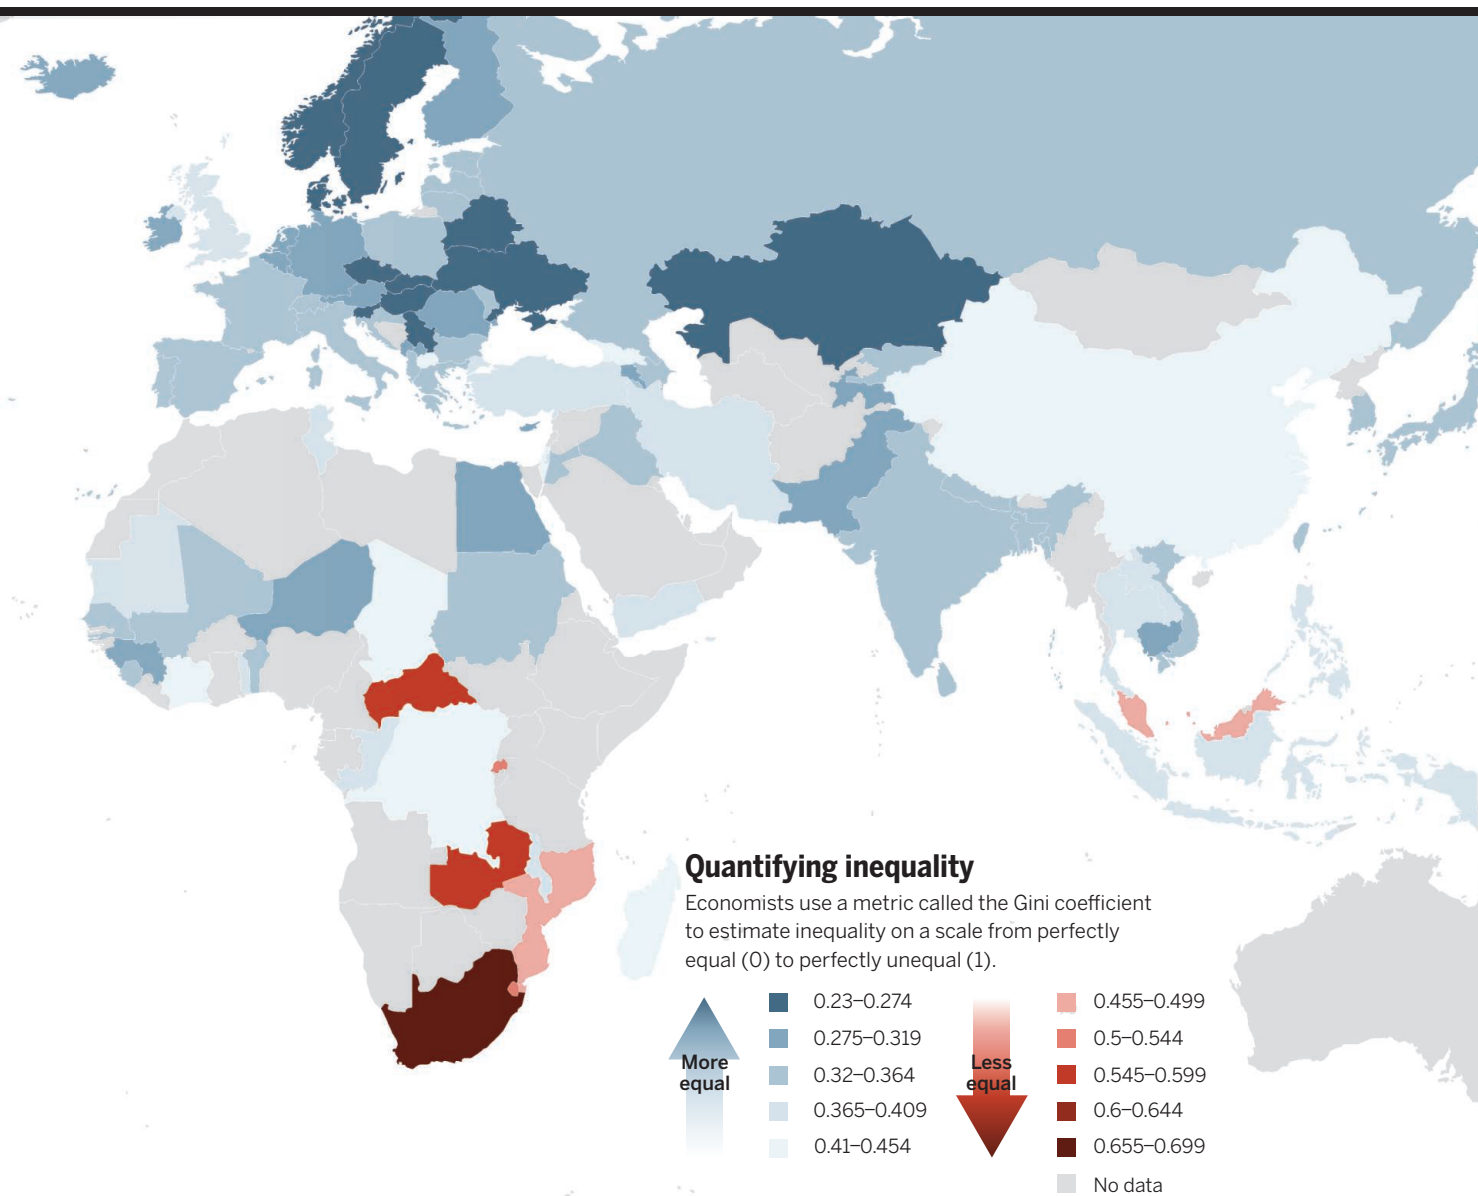 Quantifying inequality
Economists use a metric called the Gini coefficient
to estimate inequality on a scale from perfectly
equal (0) to perfectly unequal (1).
More
equal
0.23–0.274
0.275–0.319
0.32–0.364
0.365–0.409
0.41–0.454
Less
equal
0.455–0.499
0.5–0.544
0.545–0.599
0.6–0.644
0.655–0.699
No data